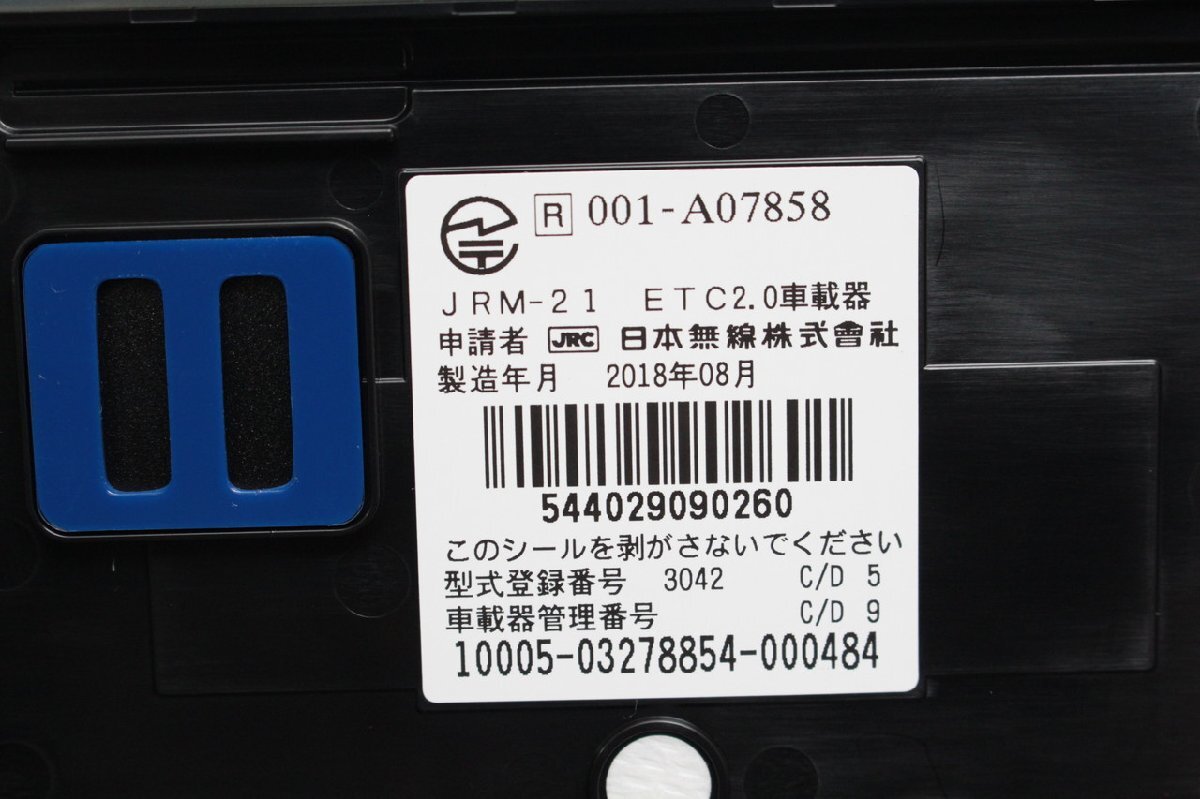 R 001-A07858
JRM-21 ETC2.0車載器
申請者 JRC 日本無線株式會社
製造年月 2018年08月
544029090260
このシールを剥がさないでください
型式登録番号 3042 C/D 5
車載器管理番号 C/D 9
10005-03278854-000484